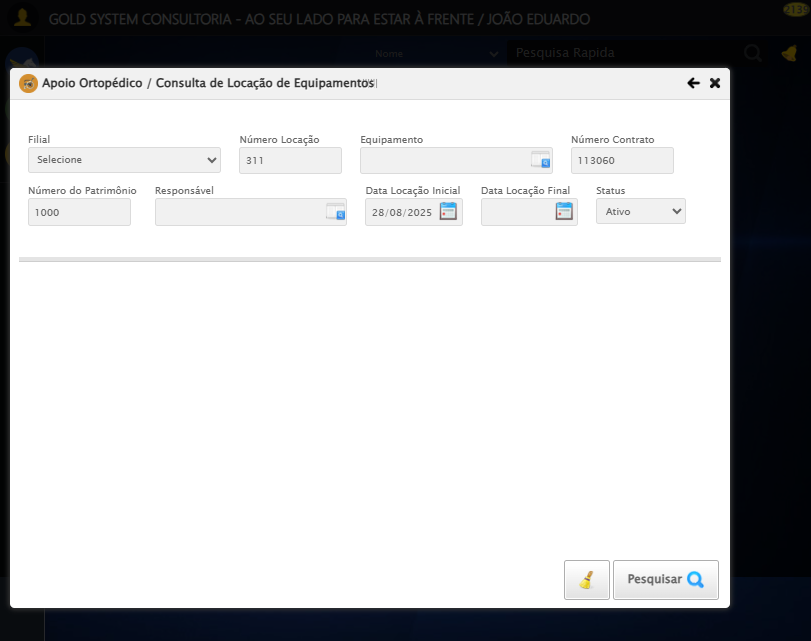 GOLD SYSTEM CONSULTORIA - AO SEU LADO PARA ESTAR À FRENTE / JOÃO EDUARDO
Nome Pesquisa Rapida
Apoio Ortopédico / Consulta de Locação de Equipamentos
Filial Número Locação Equipamento Número Contrato
Selecione 311 113060
Número do Patrimônio Responsável Data Locação Inicial Data Locação Final Status
1000 28/08/2025 Ativo
Pesquisar